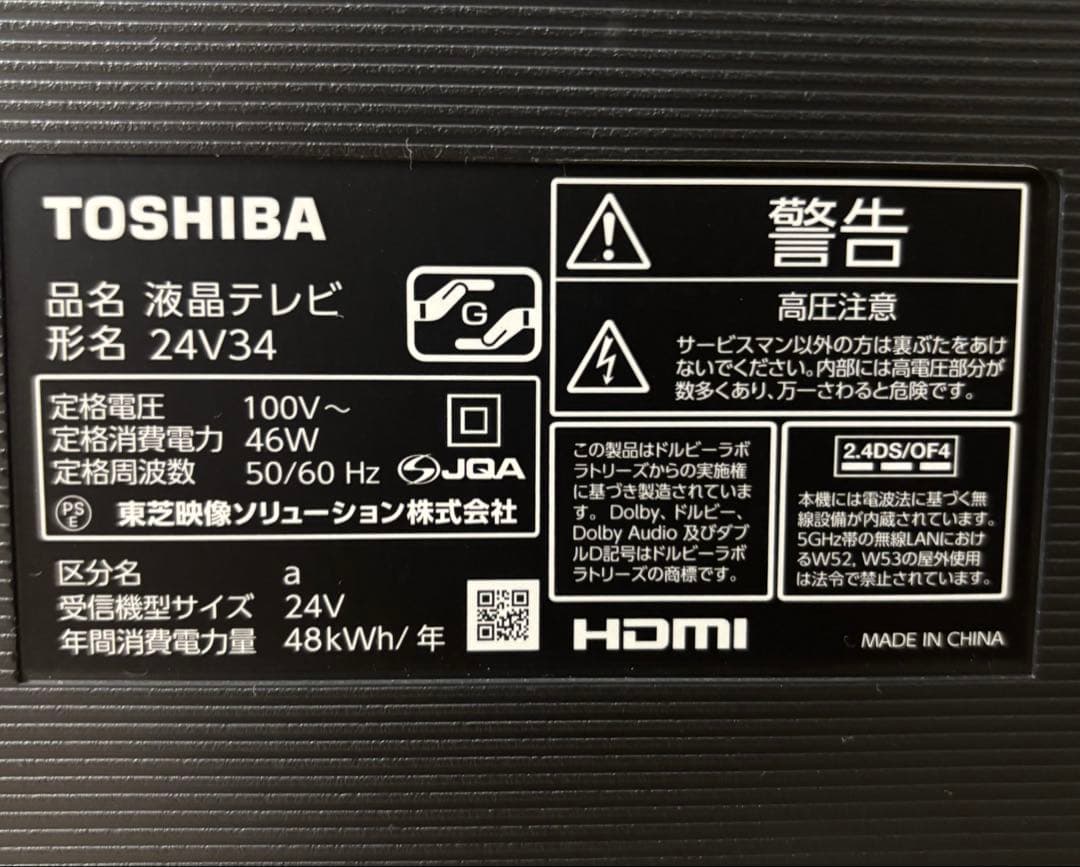 TOSHIBA
品名 液晶テレビ
形名 24V34
G
定格電圧 100V～
定格消費電力 46W
定格周波数 50/60 Hz
JQA
PS
E
東芝映像ソリューション株式会社
区分名 a
受信機型サイズ 24V
年間消費電力量 48kWh/年
警告
高圧注意
サービスマン以外の方は裏ぶたをあけ
ないでください。内部には高電圧部分が
数多くあり、万一さわると危険です。
この製品はドルビーラボ
ラトリーズからの実施権
に基づき製造されていま
す。Dolby、ドルビー、
Dolby Audio 及びダブ
ルD記号はドルビーラボ
ラトリーズの商標です。
2.4DS/OF4
本機には電波法に基づく無
線設備が内蔵されています。
5GHz帯の無線LANにおけ
るW52, W53の屋外使用
は法令で禁止されています。
HDMI
MADE IN CHINA